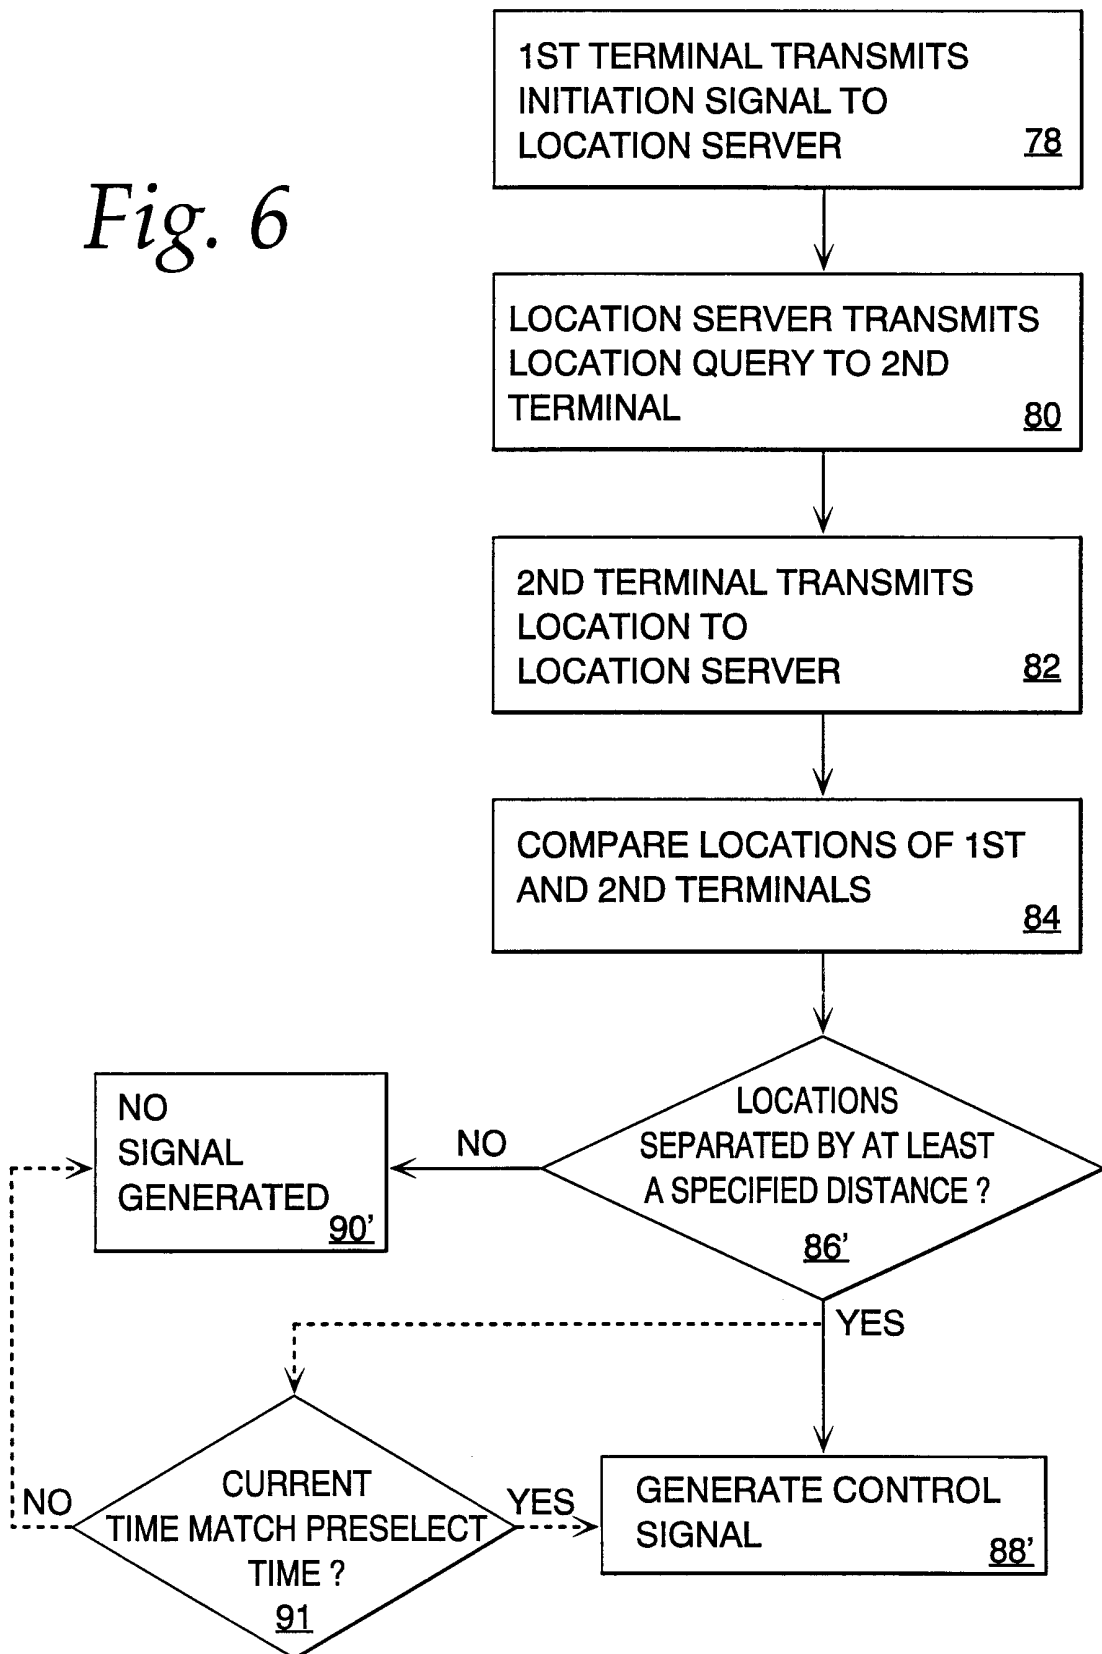 1ST TERMINAL TRANSMITS
INITIATION SIGNAL TO
LOCATION SERVER
78
Fig. 6
LOCATION SERVER TRANSMITS
LOCATION QUERY TO 2ND
TERMINAL
80
2ND TERMINAL TRANSMITS
LOCATION TO
LOCATION SERVER
82
COMPARE LOCATIONS OF 1ST
AND 2ND TERMINALS
84
LOCATIONS
SEPARATED BY AT LEAST
A SPECIFIED DISTANCE ?
86’
NO
NO
SIGNAL
GENERATED
90’
YES
CURRENT
TIME MATCH PRESELECT
TIME ?
91
NO
YES
GENERATE CONTROL
SIGNAL
88’